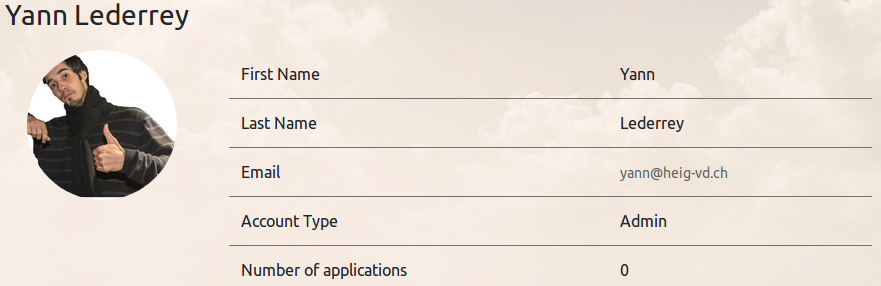 Yann Lederrey
First Name Yann
Last Name Lederrey
Email yann@heig-vd.ch
Account Type Admin
Number of applications 0